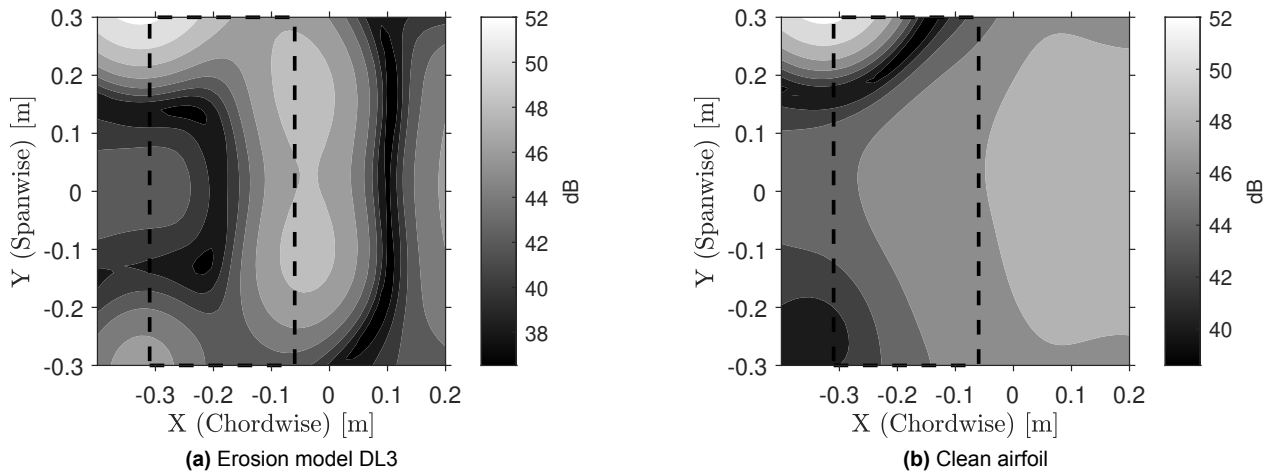 0.3
0.2
0.1
0
-0.1
-0.2
-0.3
Y (Spanwise) [m]
-0.3 -0.2 -0.1 0 0.1 0.2
X (Chordwise) [m]
52
50
48
46
44
42
40
38
dB
(a) Erosion model DL3
0.3
0.2
0.1
0
-0.1
-0.2
-0.3
Y (Spanwise) [m]
-0.3 -0.2 -0.1 0 0.1 0.2
X (Chordwise) [m]
52
50
48
46
44
42
40
dB
(b) Clean airfoil